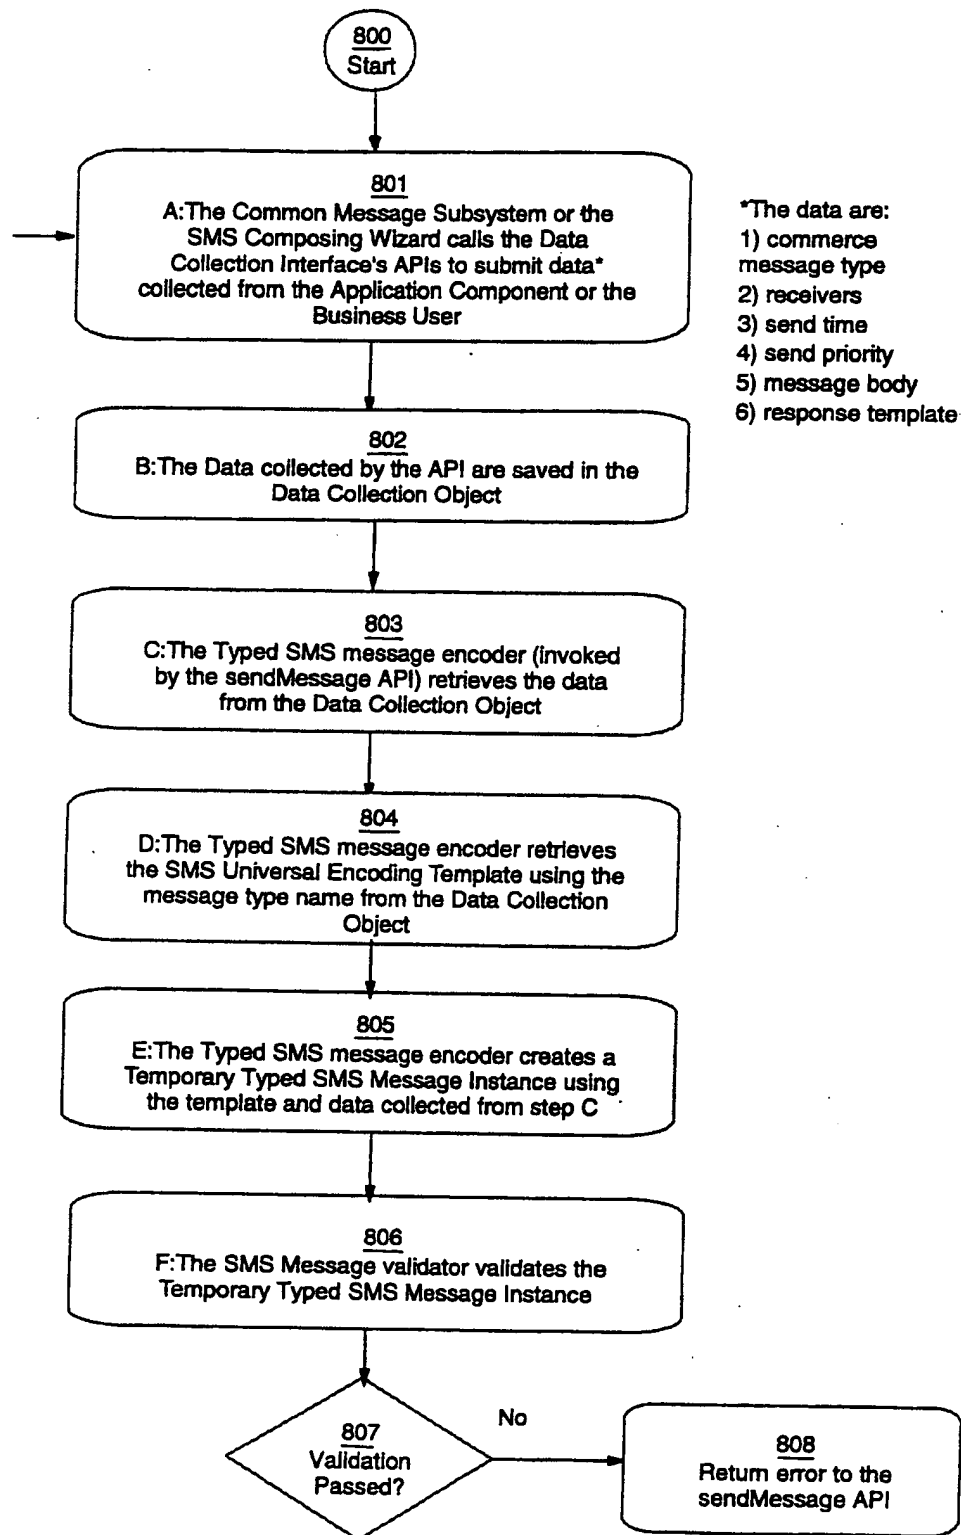 800
Start
801
A:The Common Message Subsystem or the
SMS Composing Wizard calls the Data
Collection Interface's APIs to submit data*
collected from the Application Component or the
Business User
*The data are:
1) commerce
message type
2) receivers
3) send time
4) send priority
5) message body
6) response template
802
B:The Data collected by the API are saved in the
Data Collection Object
803
C:The Typed SMS message encoder (invoked
by the sendMessage API) retrieves the data
from the Data Collection Object
804
D:The Typed SMS message encoder retrieves
the SMS Universal Encoding Template using the
message type name from the Data Collection
Object
805
E:The Typed SMS message encoder creates a
Temporary Typed SMS Message Instance using
the template and data collected from step C
806
F:The SMS Message validator validates the
Temporary Typed SMS Message Instance
807
Validation
Passed?
No
808
Return error to the
sendMessage API